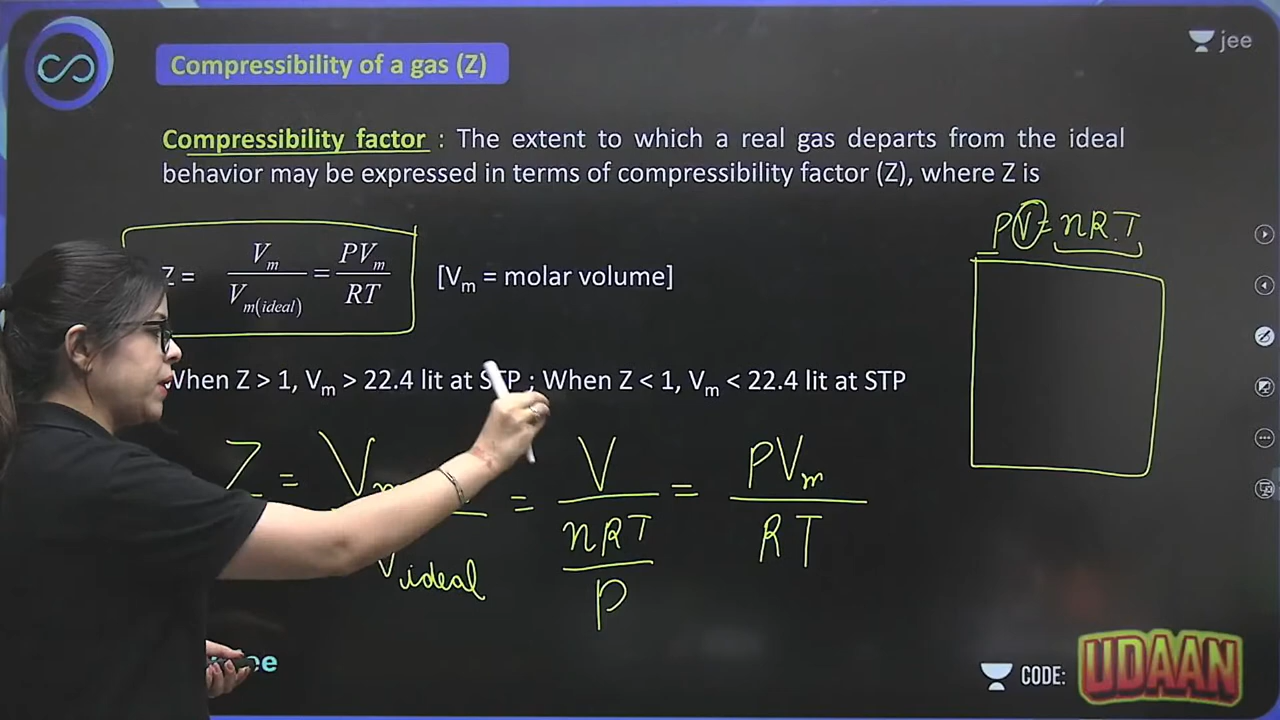 jee
Compressibility of a gas (Z)
Compressibility factor : The extent to which a real gas departs from the ideal
behavior may be expressed in terms of compressibility factor (Z), where Z is
PV = nRT
Z = V_m / V_m(ideal) = PV_m / RT [V_m = molar volume]
When Z > 1, V_m > 22.4 lit at STP ; When Z < 1, V_m < 22.4 lit at STP
Z = V / V ideal = V / (nRT / P) = PV_m / RT
CODE: UDAAN